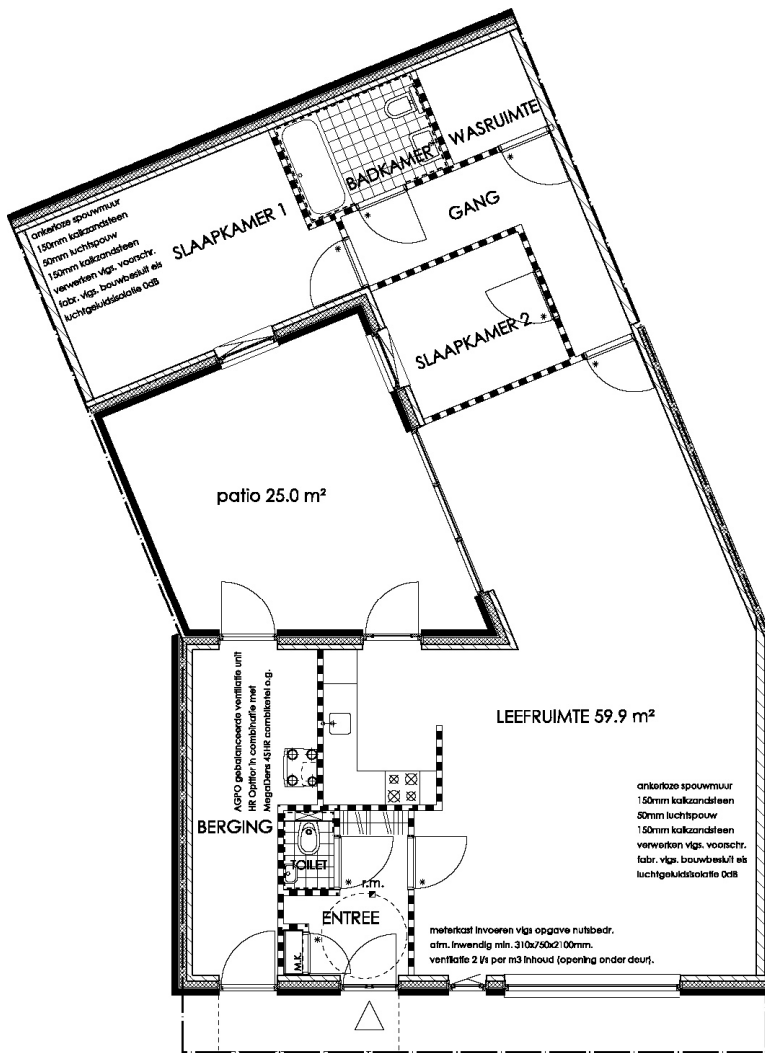 WASRUIMTE
BADKAMER
GANG
SLAAPKAMER 1
ankerloze spouwmuur
150mm kalkzandsteen
50mm luchtspouw
150mm kalkzandsteen
verwerken vlgs. voorschr.
fabr. vlgs. bouwbesluit eis
luchtgeluidsisolatie 0dB
SLAAPKAMER 2
patio 25.0 m²
AGPO gebalanceerde ventilatie unit
HR Optifor in combinatie met
MegaDens 4SHR combiketel o.g.
LEEFRUIMTE 59.9 m²
ankerloze spouwmuur
150mm kalkzandsteen
50mm luchtspouw
150mm kalkzandsteen
verwerken vlgs. voorschr.
fabr. vlgs. bouwbesluit eis
luchtgeluidsisolatie 0dB
BERGING
TOILET
r.m.
ENTREE
M.K.
meterkast invoeren vlgs opgave nutsbedr.
afm. inwendig min. 310x750x2100mm.
ventilatie 2 l/s per m3 inhoud (opening onder deur).